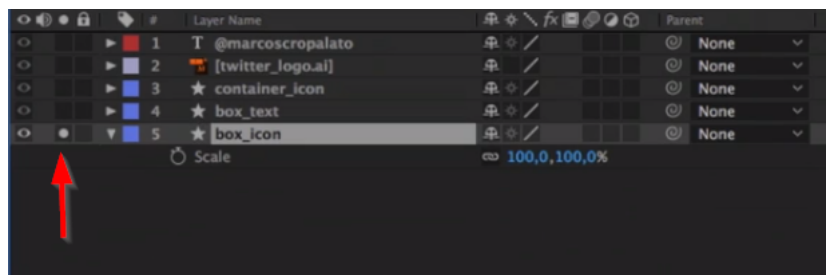 # Layer Name fx Parent
1 T @marcoscropalato None
2 [twitter_logo.ai] None
3 container_icon None
4 box_text None
5 box_icon None
Scale 100,0,100,0%